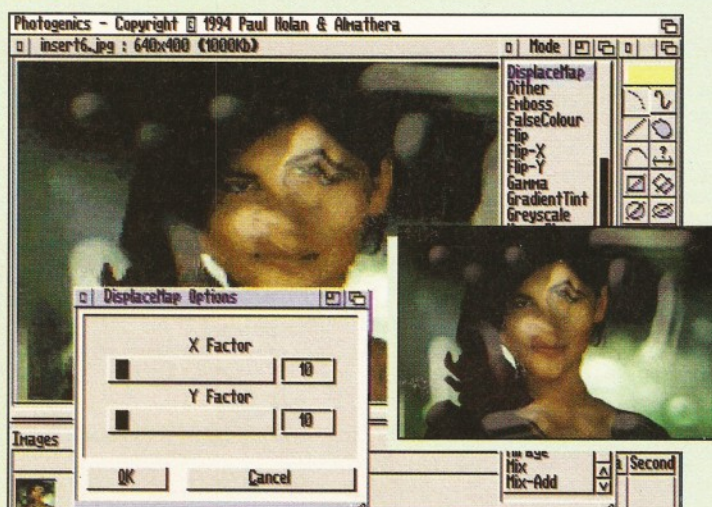 Photogenics - Copyright © 1994 Paul Nolan & Almathera
insert6.jpg : 640x400 (1000Kb)
Mode
DisplaceMap
Dither
Emboss
FalseColour
Flip
Flip-X
Flip-Y
Gamma
GradientTint
Greyscale
DisplaceMap Options
X Factor
10
Y Factor
10
OK
Cancel
Images
Mix
Mix-Add
Second